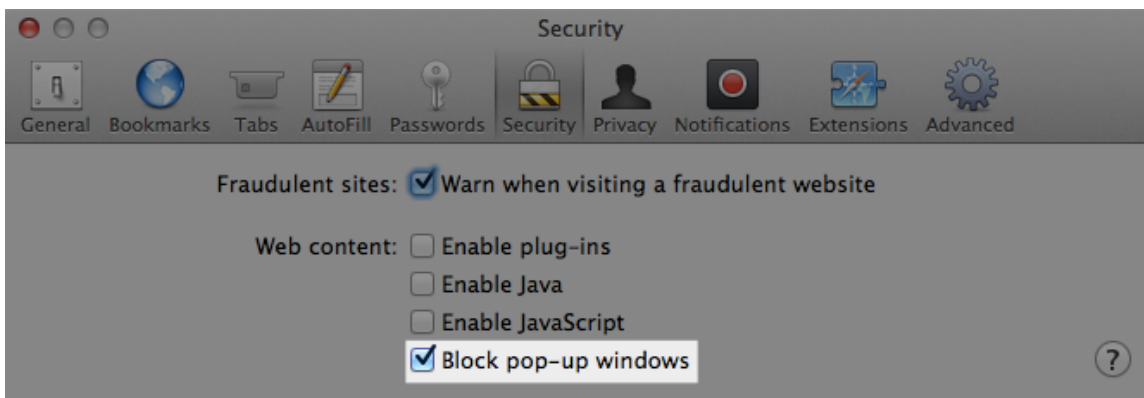 Security
General Bookmarks Tabs AutoFill Passwords Security Privacy Notifications Extensions Advanced
Fraudulent sites: Warn when visiting a fraudulent website
Web content: Enable plug-ins
Enable Java
Enable JavaScript
Block pop-up windows
?